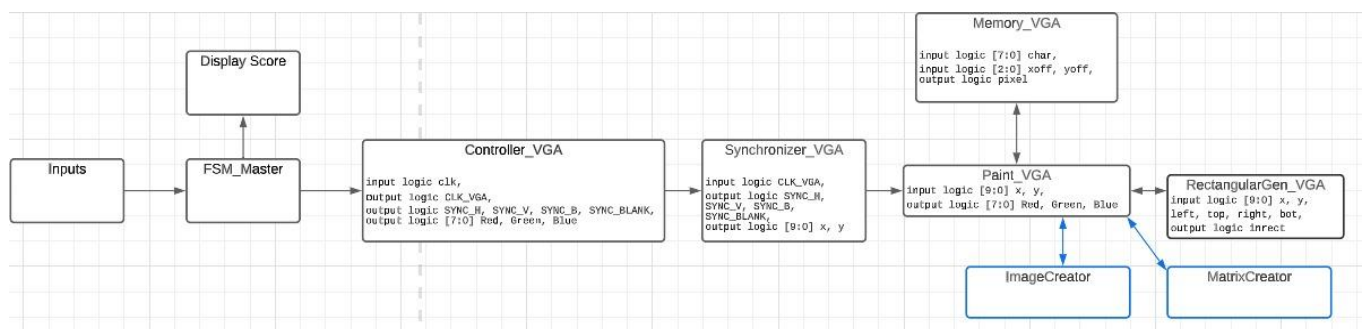 Memory_VGA
input logic [7:0] char,
input logic [2:0] xoff, yoff,
output logic pixel
Display Score
Inputs
FSM_Master
Controller_VGA
input logic clk,
output logic CLK_VGA,
output logic SYNC_H, SYNC_V, SYNC_B, SYNC_BLANK,
output logic [7:0] Red, Green, Blue
Synchronizer_VGA
input logic CLK_VGA,
output logic SYNC_H,
SYNC_V, SYNC_B,
SYNC_BLANK,
output logic [9:0] x, y
Paint_VGA
input logic [9:0] x, y,
output logic [7:0] Red, Green, Blue
RectangularGen_VGA
input logic [9:0] x, y,
left, top, right, bot,
output logic inrect
ImageCreator
MatrixCreator